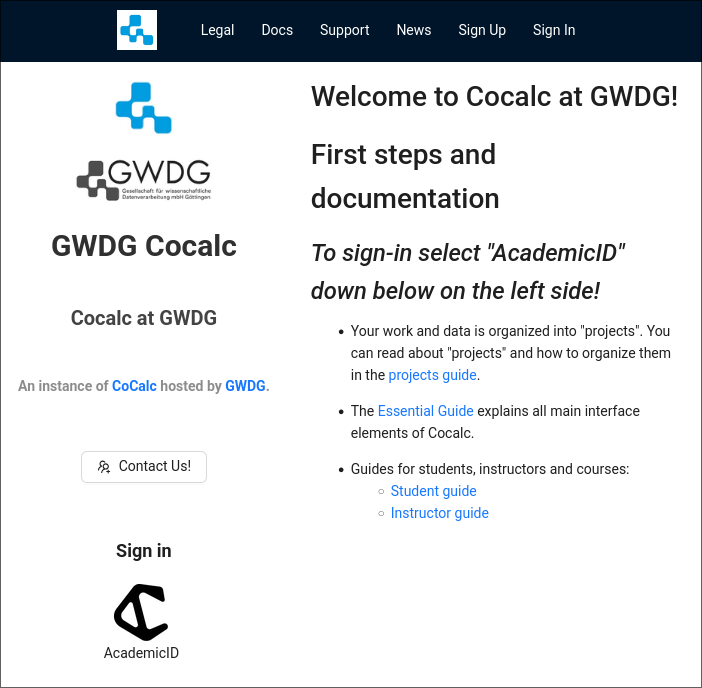 Legal Docs Support News Sign Up Sign In
GWDG
Gesellschaft für wissenschaftliche
Datenverarbeitung mbH Göttingen
GWDG Cocalc
Cocalc at GWDG
An instance of CoCalc hosted by GWDG.
Contact Us!
Sign in
AcademicID
Welcome to Cocalc at GWDG!
First steps and
documentation
To sign-in select "AcademicID"
down below on the left side!
• Your work and data is organized into "projects". You
can read about "projects" and how to organize them
in the projects guide.
• The Essential Guide explains all main interface
elements of Cocalc.
• Guides for students, instructors and courses:
○ Student guide
○ Instructor guide